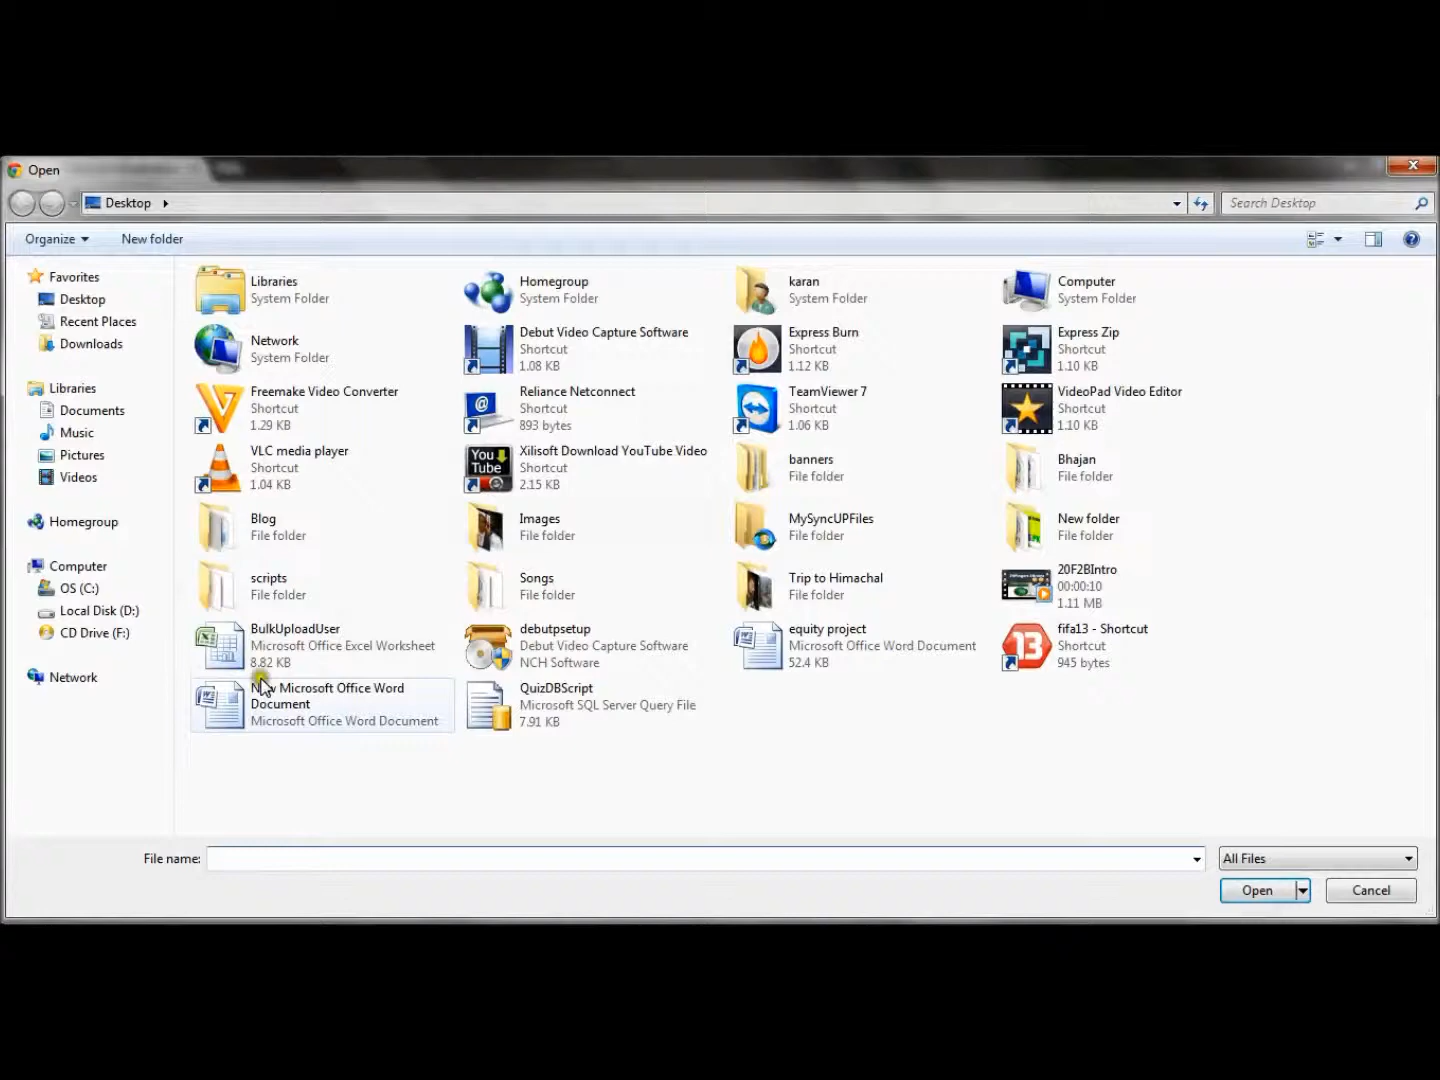 Open
Desktop
Search Desktop
Organize
New folder
Favorites
Desktop
Recent Places
Downloads
Libraries
Documents
Music
Pictures
Videos
Homegroup
Computer
OS (C:)
Local Disk (D:)
CD Drive (F:)
Network
Libraries
System Folder
Homegroup
System Folder
karan
System Folder
Computer
System Folder
Network
System Folder
Debut Video Capture Software
Shortcut
1.08 KB
Express Burn
Shortcut
1.12 KB
Express Zip
Shortcut
1.10 KB
Freemake Video Converter
Shortcut
1.29 KB
Reliance Netconnect
Shortcut
893 bytes
TeamViewer 7
Shortcut
1.06 KB
VideoPad Video Editor
Shortcut
1.10 KB
VLC media player
Shortcut
1.04 KB
You
Tube
Xilisoft Download YouTube Video
Shortcut
2.15 KB
banners
File folder
Bhajan
File folder
Blog
File folder
Images
File folder
MySyncUPFiles
File folder
New folder
File folder
scripts
File folder
Songs
File folder
Trip to Himachal
File folder
20F2BIntro
00:00:10
1.11 MB
BulkUploadUser
Microsoft Office Excel Worksheet
8.82 KB
debutpsetup
Debut Video Capture Software
NCH Software
equity project
Microsoft Office Word Document
52.4 KB
13
fifa13 - Shortcut
Shortcut
945 bytes
New Microsoft Office Word
Document
Microsoft Office Word Document
QuizDBScript
Microsoft SQL Server Query File
7.91 KB
File name:
All Files
Open
Cancel